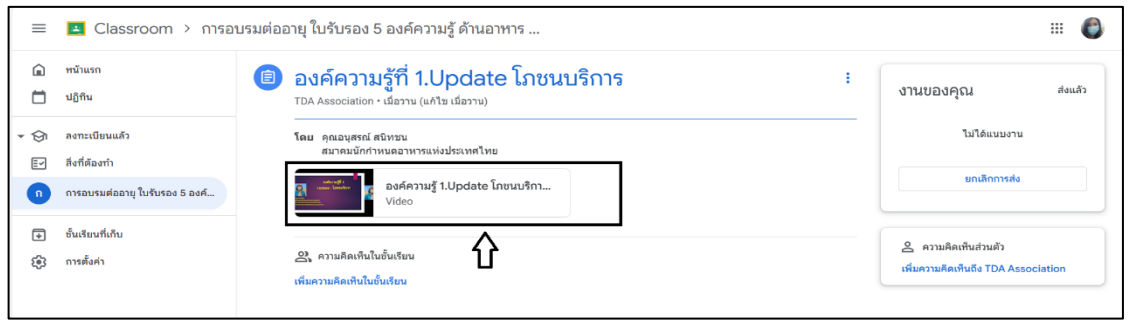 Classroom > การอบรมต่ออายุ ใบรับรอง 5 องค์ความรู้ ด้านอาหาร ...
หน้าแรก
ปฏิทิน
ลงทะเบียนแล้ว
สิ่งที่ต้องทำ
ก การอบรมต่ออายุ ใบรับรอง 5 องค์...
ชั้นเรียนที่เก็บ
การตั้งค่า
องค์ความรู้ที่ 1.Update โภชนบริการ
TDA Association • เมื่อวาน (แก้ไข เมื่อวาน)
โดย คุณอนุสรณ์ สนิทชน
สมาคมนักกำหนดอาหารแห่งประเทศไทย
องค์ความรู้ 1.Update โภชนบริกา...
Video
ความคิดเห็นในชั้นเรียน
เพิ่มความคิดเห็นในชั้นเรียน
งานของคุณ ส่งแล้ว
ไม่ได้แนบงาน
ยกเลิกการส่ง
ความคิดเห็นส่วนตัว
เพิ่มความคิดเห็นถึง TDA Association